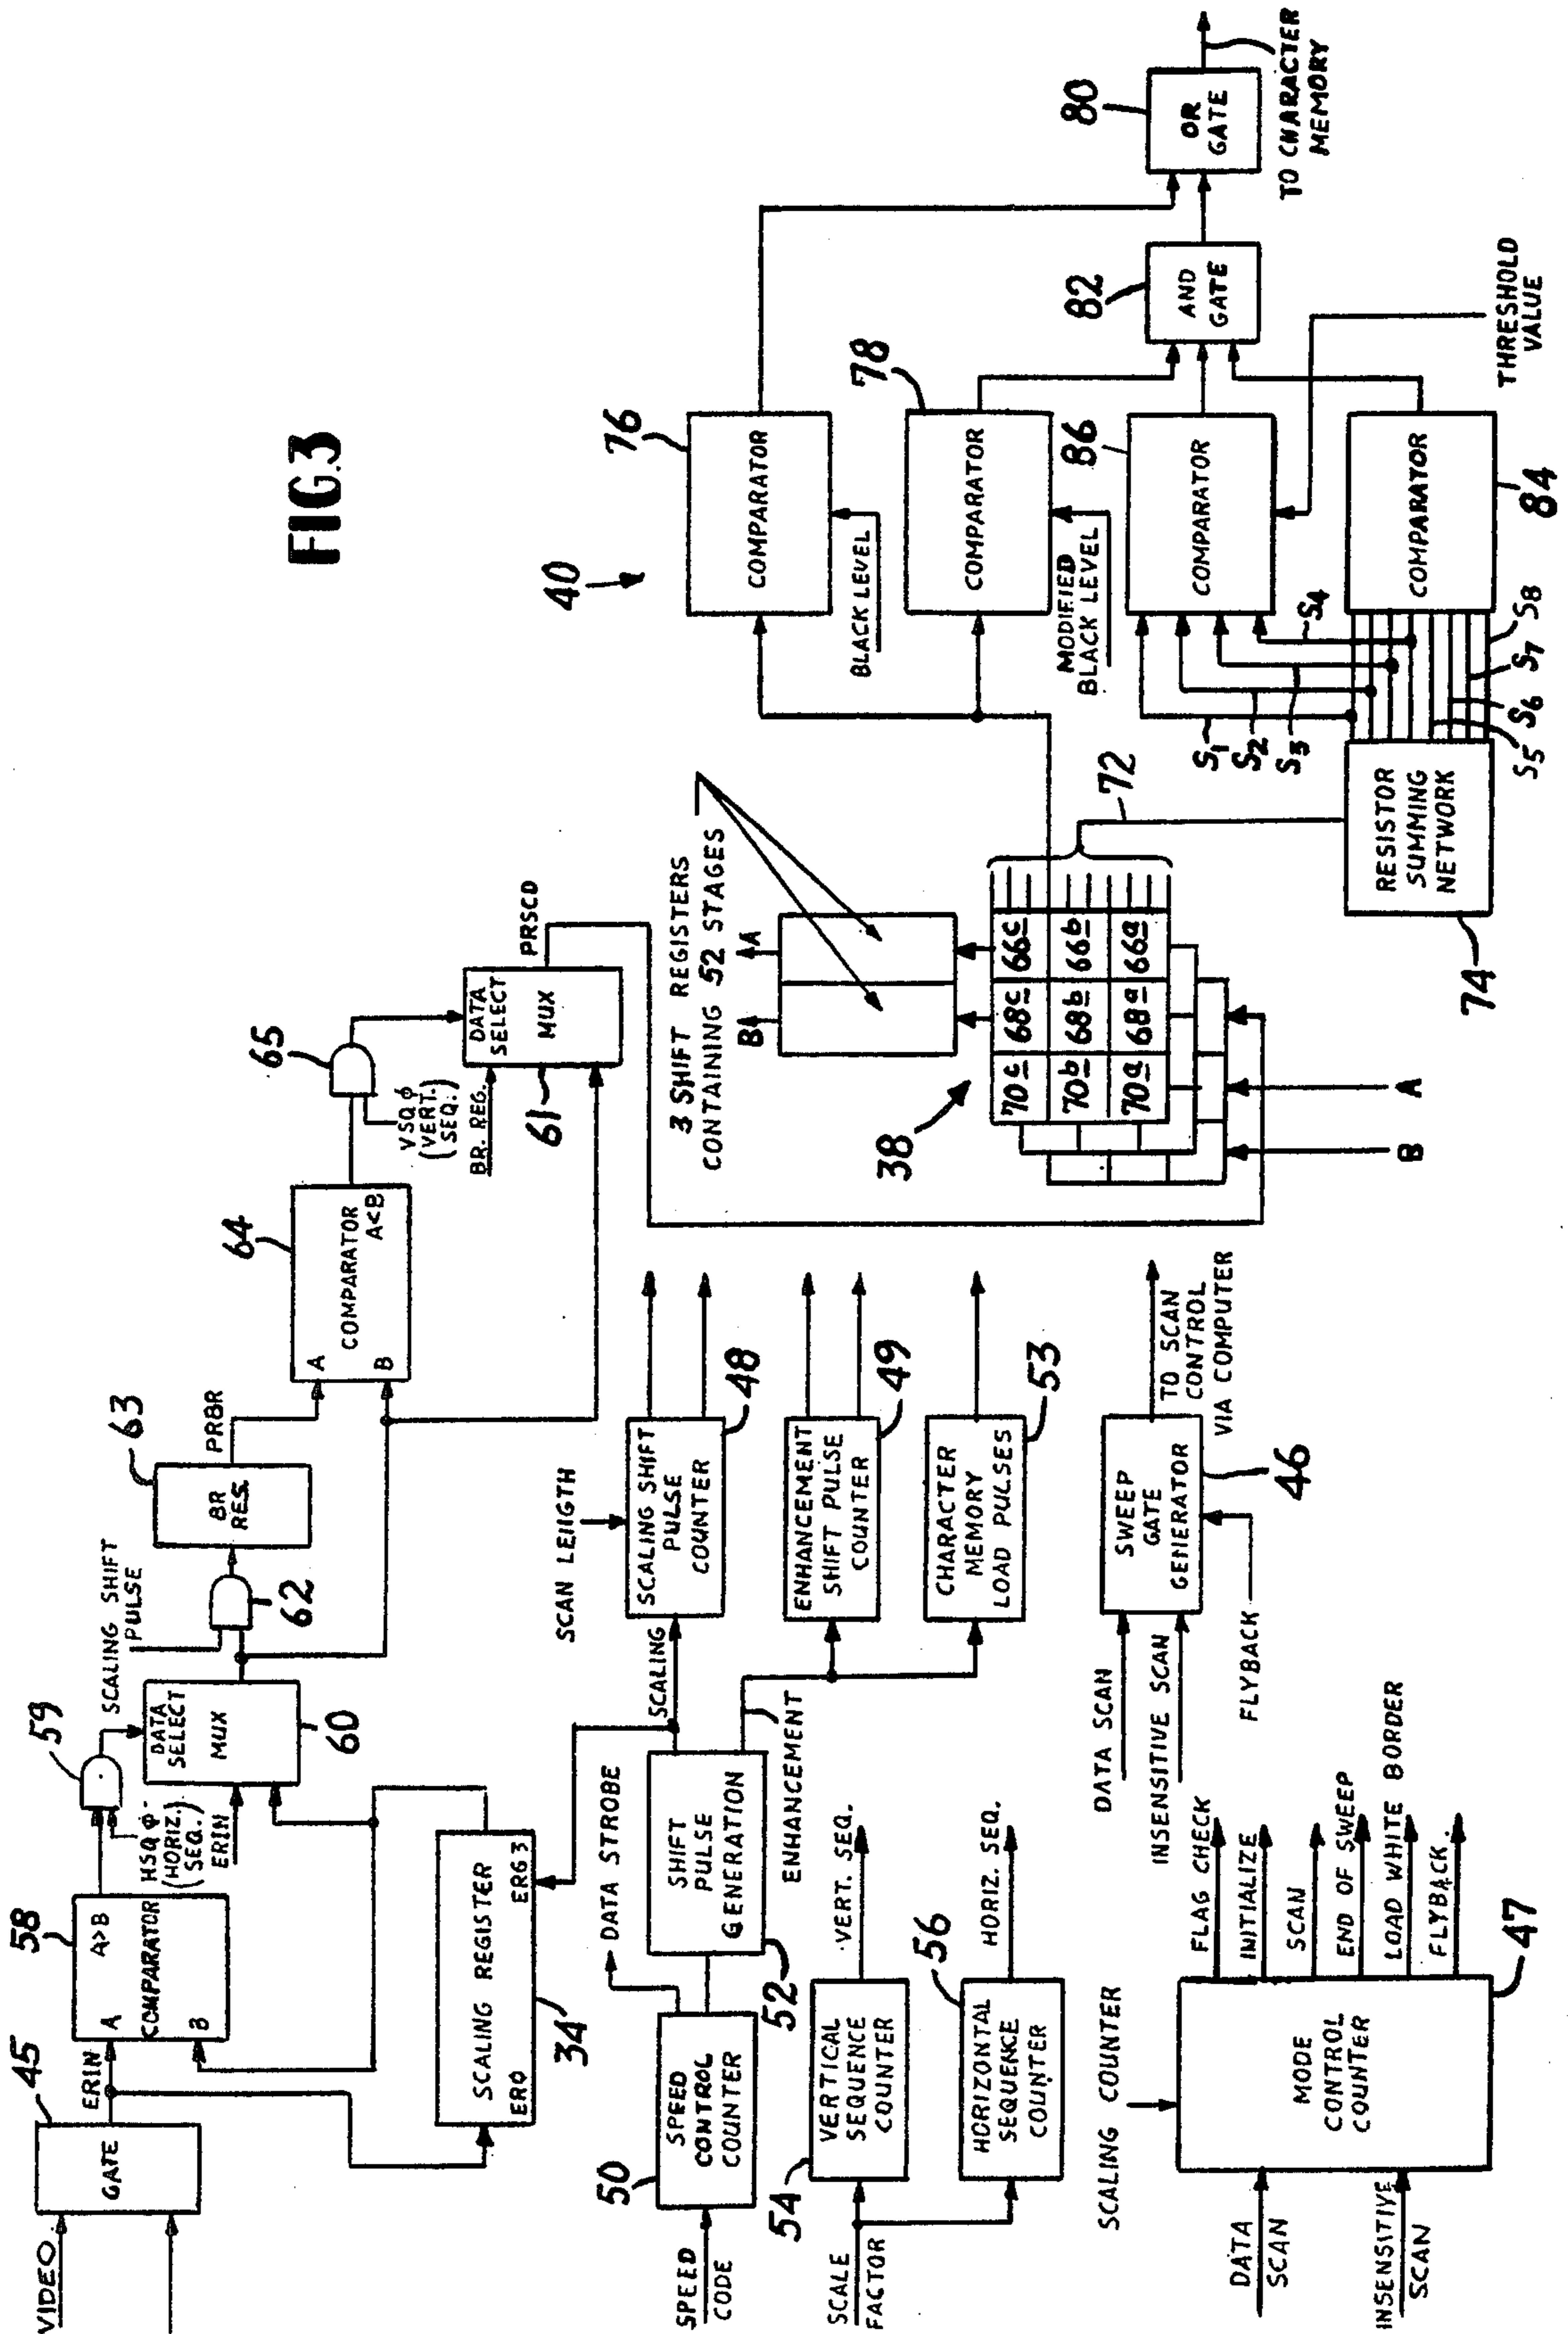 FIG.3
VIDEO
GATE
45
ERIN
58
A
COMPARATOR
A>B
B
59
HSQ φ
(HORIZ.
SEQ.)
ERIN
DATA
SELECT
MUX
60
SCALING SHIFT
PULSE
62
63
BR
RES.
PRBR
64
A
COMPARATOR
A<B
B
65
VSQ φ
(VERT.
SEQ.)
BR. REG.
DATA
SELECT
MUX
61
PRSCD
SCALING REGISTER
ERφ
ERG 3
34
SPEED
CODE
50
SPEED
CONTROL
COUNTER
DATA STROBE
SHIFT
PULSE
GENERATION
52
SCALING
ENHANCEMENT
SCAN LENGTH
SCALING SHIFT
PULSE
COUNTER
48
ENHANCEMENT
SHIFT PULSE
COUNTER
49
CHARACTER
MEMORY
LOAD PULSES
53
SCALE
FACTOR
54
VERTICAL
SEQUENCE
COUNTER
VERT. SEQ.
56
HORIZONTAL
SEQUENCE
COUNTER
HORIZ. SEQ.
DATA SCAN
INSENSITIVE SCAN
SWEEP
GATE
GENERATOR
46
FLYBACK
TO SCAN
CONTROL
VIA COMPUTER
SCALING COUNTER
DATA
SCAN
INSENSITIVE
SCAN
MODE
CONTROL
COUNTER
47
FLAG CHECK
INITIALIZE
SCAN
END OF SWEEP
LOAD WHITE BORDER
FLYBACK
3 SHIFT REGISTERS
CONTAINING 52 STAGES
B
A
38
70c 68c 66c
70b 68b 66b
70a 68a 66a
B
A
72
RESISTOR
SUMMING
NETWORK
74
S1
S2
S3
S4
S5
S6
S7
S8
40
76
COMPARATOR
BLACK LEVEL
78
COMPARATOR
MODIFIED
BLACK LEVEL
86
COMPARATOR
THRESHOLD
VALUE
COMPARATOR
84
82
AND
GATE
80
OR
GATE
TO CHARACTER
MEMORY